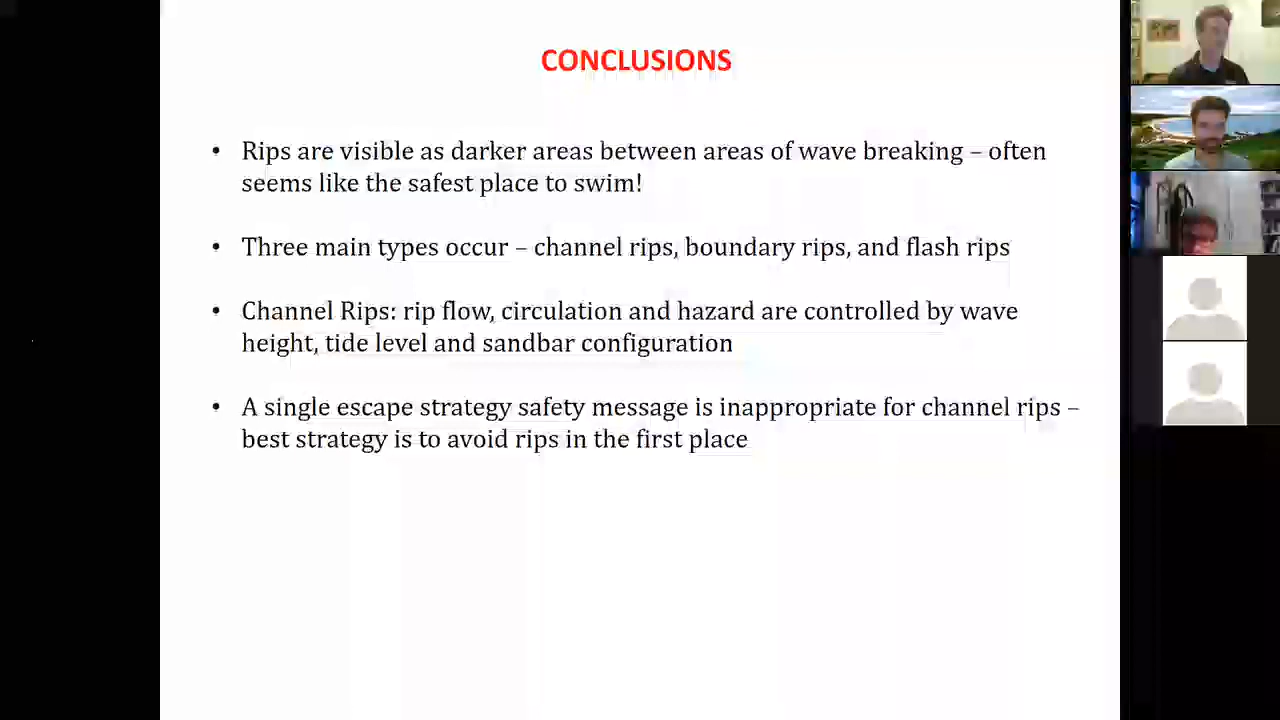 CONCLUSIONS
• Rips are visible as darker areas between areas of wave breaking – often
seems like the safest place to swim!
• Three main types occur – channel rips, boundary rips, and flash rips
• Channel Rips: rip flow, circulation and hazard are controlled by wave
height, tide level and sandbar configuration
• A single escape strategy safety message is inappropriate for channel rips –
best strategy is to avoid rips in the first place